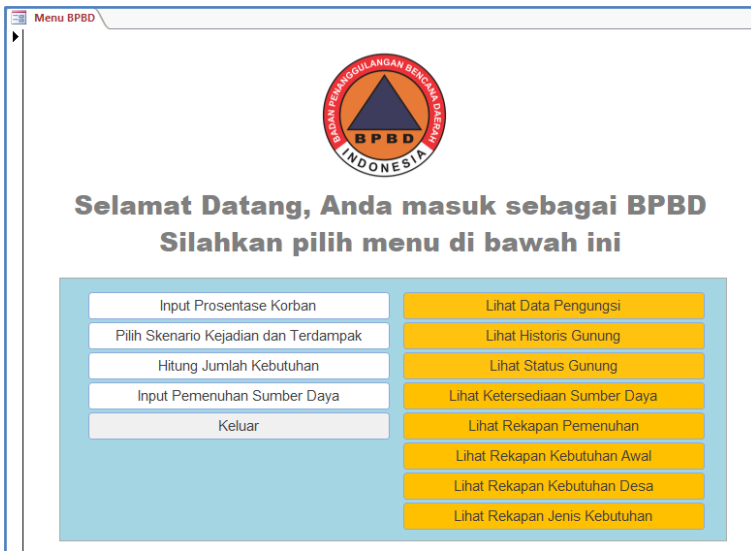 Menu BPBD
BADAN PENANGGULANGAN BENCANA DAERAH
BPBD
INDONESIA
Selamat Datang, Anda masuk sebagai BPBD
Silahkan pilih menu di bawah ini
Input Prosentase Korban
Pilih Skenario Kejadian dan Terdampak
Hitung Jumlah Kebutuhan
Input Pemenuhan Sumber Daya
Keluar
Lihat Data Pengungsi
Lihat Historis Gunung
Lihat Status Gunung
Lihat Ketersediaan Sumber Daya
Lihat Rekapan Pemenuhan
Lihat Rekapan Kebutuhan Awal
Lihat Rekapan Kebutuhan Desa
Lihat Rekapan Jenis Kebutuhan